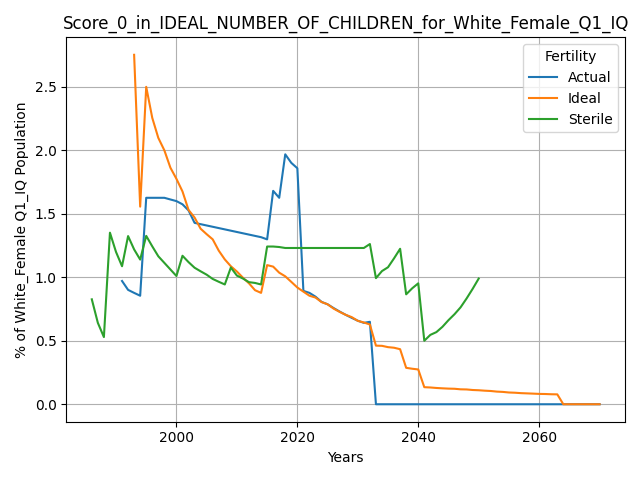 Score_0_in_IDEAL_NUMBER_OF_CHILDREN_for_White_Female_Q1_IQ
Fertility
Actual
Ideal
Sterile
% of White_Female Q1_IQ Population
2.5
2.0
1.5
1.0
0.5
0.0
2000
2020
2040
2060
Years